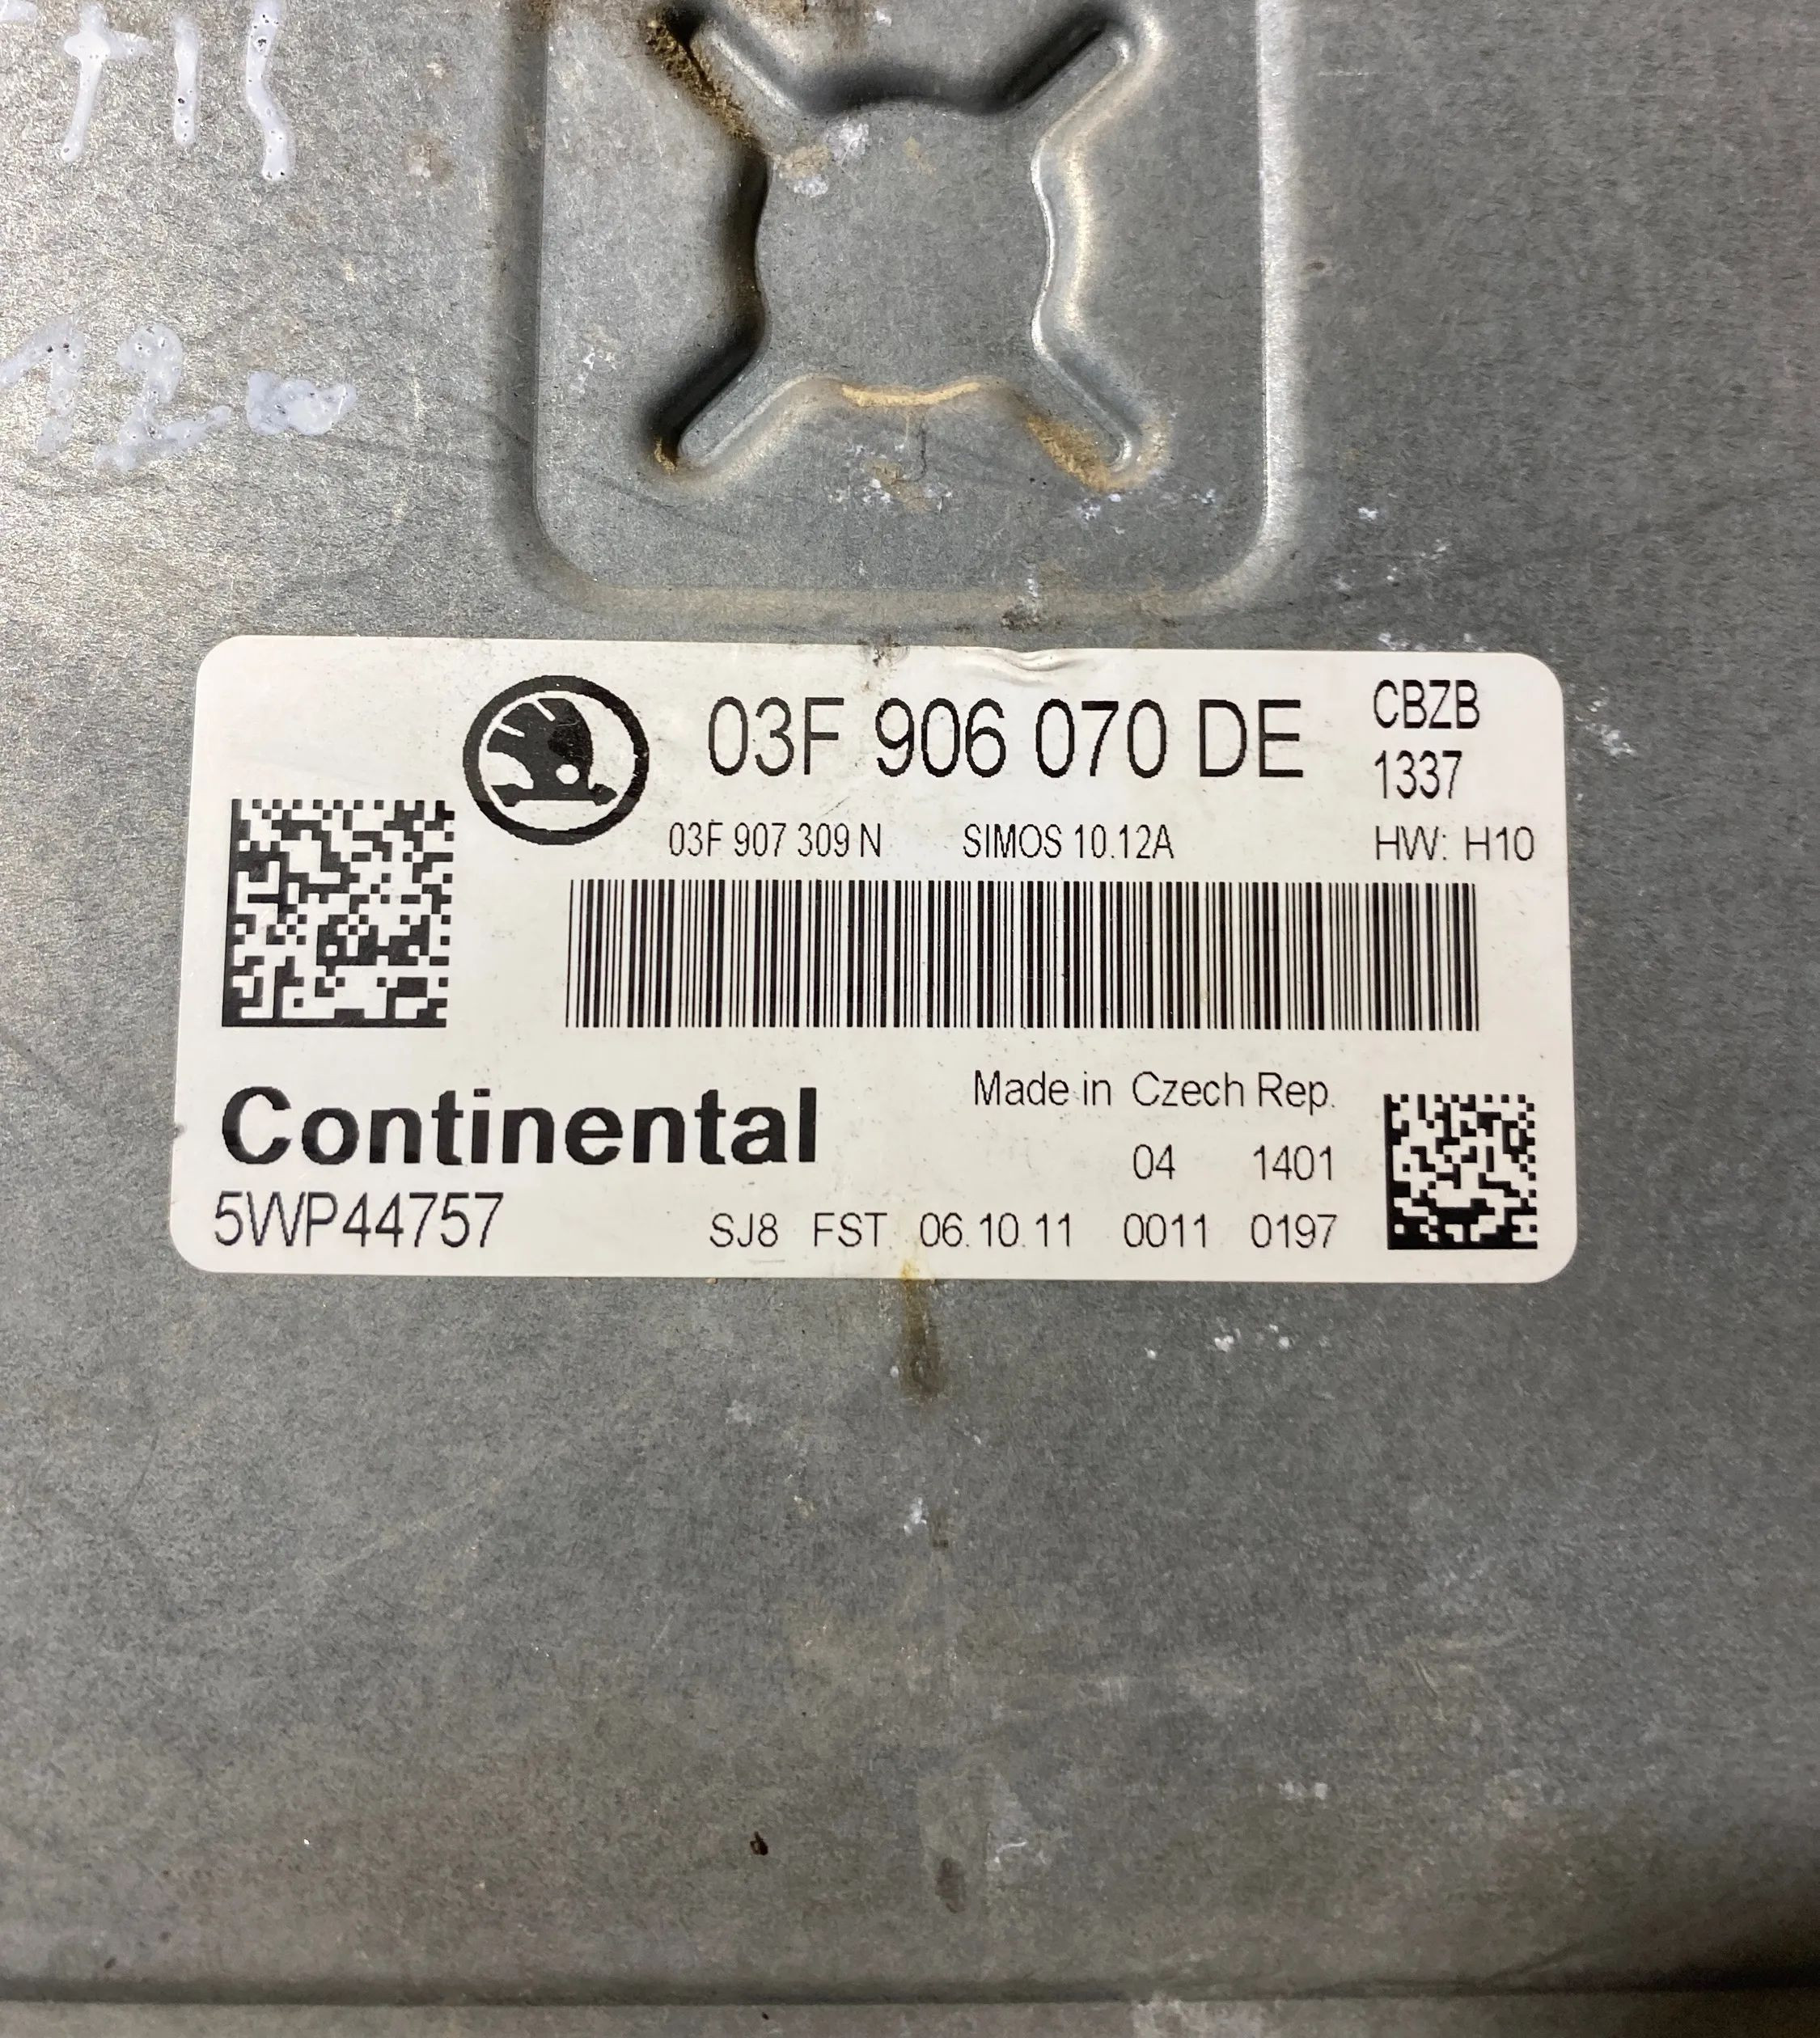 120
03F 906 070 DE
CBZB
1337
03F 907 309 N SIMOS 10.12A HW: H10
Continental
Made in Czech Rep.
04 1401
5WP44757
SJ8 FST 06.10.11 0011 0197